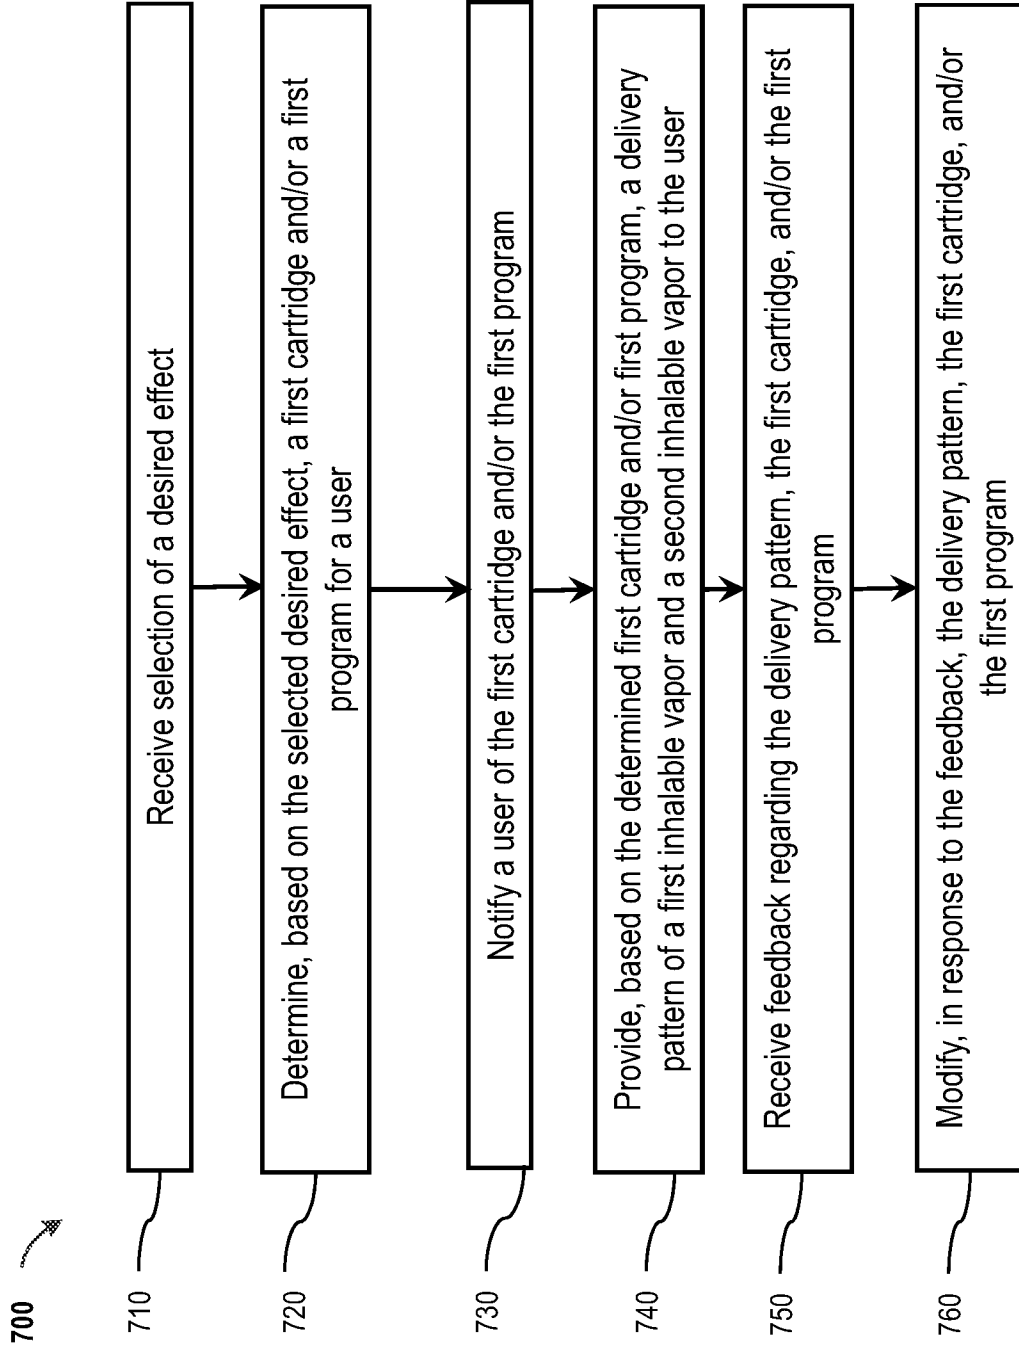 700
710
Receive selection of a desired effect
720
Determine, based on the selected desired effect, a first cartridge and/or a first
program for a user
730
Notify a user of the first cartridge and/or the first program
740
Provide, based on the determined first cartridge and/or first program, a delivery
pattern of a first inhalable vapor and a second inhalable vapor to the user
750
Receive feedback regarding the delivery pattern, the first cartridge, and/or the first
program
760
Modify, in response to the feedback, the delivery pattern, the first cartridge, and/or
the first program